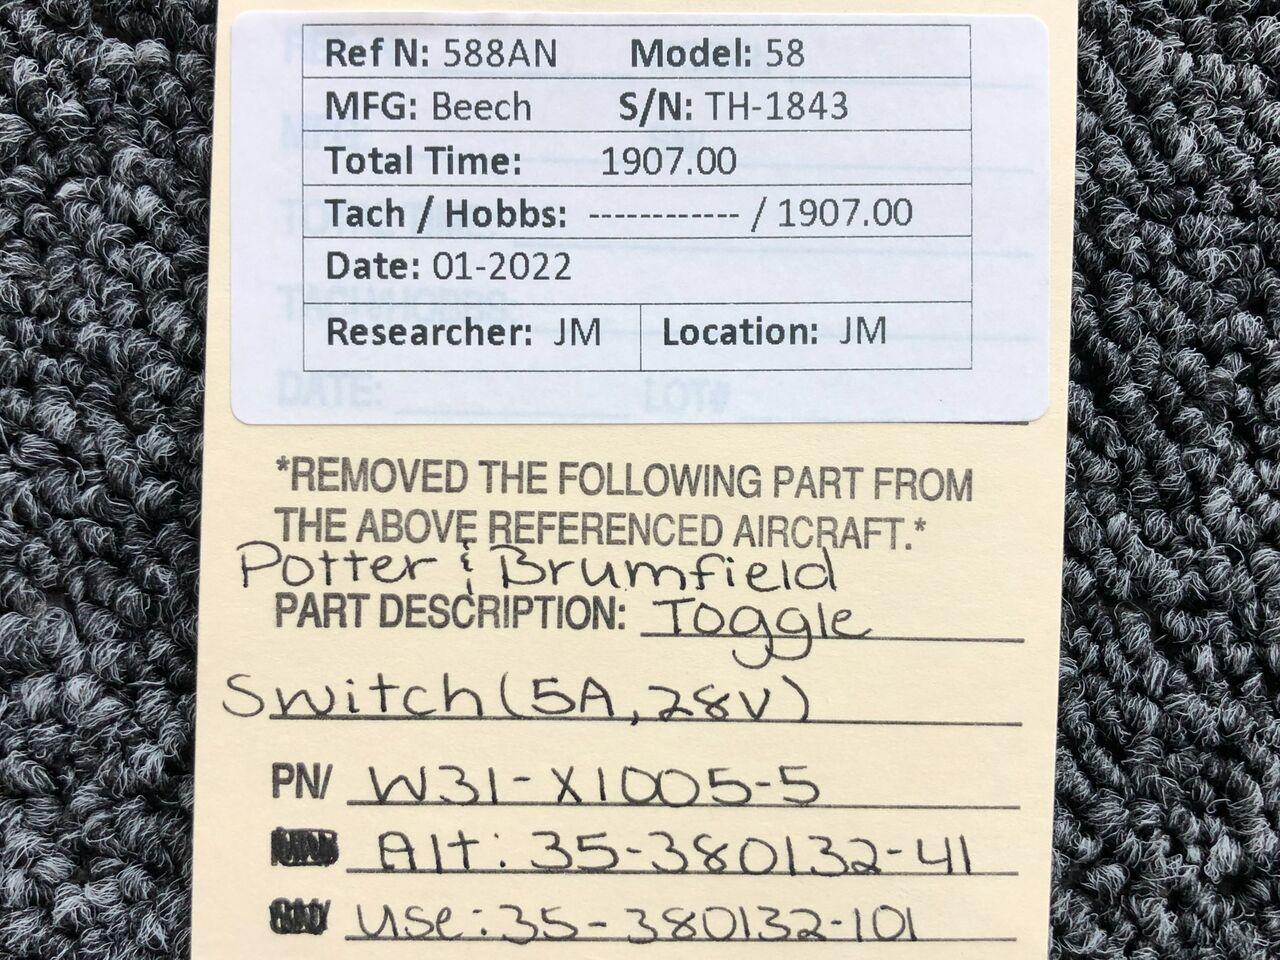 Ref N: 588AN Model: 58
MFG: Beech S/N: TH-1843
Total Time: 1907.00
Tach / Hobbs: ------------ / 1907.00
Date: 01-2022
Researcher: JM Location: JM
DATE: LOT#
*REMOVED THE FOLLOWING PART FROM
THE ABOVE REFERENCED AIRCRAFT.*
Potter & Brumfield
PART DESCRIPTION: Toggle
Switch (5A, 28V)
PN/ W31-X1005-5
Alt: 35-380132-41
Use: 35-380132-101